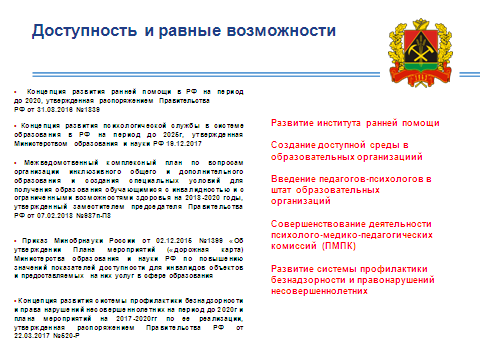 Доступность и равные возможности
• Концепция развития ранней помощи в РФ на период
до 2020, утвержденная распоряжением Правительства
РФ от 31.08.2016 №1839
• Концепция развития психологической службы в системе
образования в РФ на период до 2025г, утвержденная
Министерством образования и науки РФ 19.12.2017
• Межведомственный комплексный план по вопросам
организации инклюзивного общего и дополнительного
образования и создания специальных условий для
получения образования обучающимися с инвалидностью и с
ограниченными возможностями здоровья на 2018-2020 годы,
утвержденный заместителем председателя Правительства
РФ от 07.02.2018 №987п-П8
• Приказ Минобрнауки России от 02.12.2015 №1399 «Об
утверждении Плана мероприятий («дорожная карта)
Министерства образования и науки РФ по повышению
значений показателей доступности для инвалидов объектов
и предоставляемых на них услуг в сфере образования
• Концепция развития системы профилактики безнадзорности
и права нарушений несовершеннолетних на период до 2020г и
плана мероприятий на 2017-2020гг по ее реализации,
утвержденная распоряжением Правительства РФ от
22.03.2017 №520-Р
Развитие института ранней помощи
Создание доступной среды в
образовательных организациий
Введение педагогов-психологов в
штат образовательных
организаций
Совершенствование деятельности
психолого-медико-педагогических
комиссий (ПМПК)
Развитие системы профилактики
безнадзорности и правонарушений
несовершеннолетних